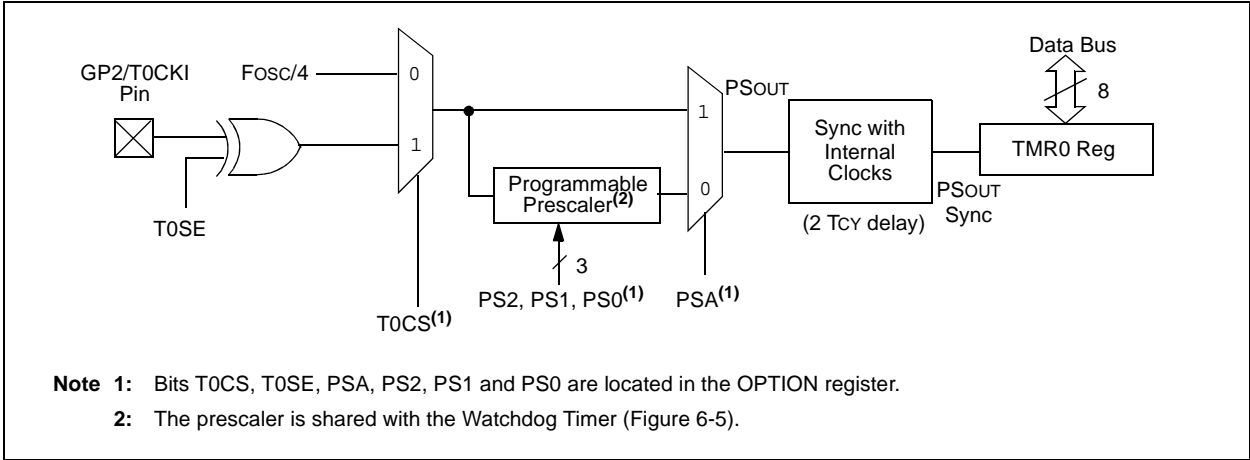 Data Bus
GP2/T0CKI
Pin
FOSC/4
0
1
T0SE
T0CS(1)
Programmable
Prescaler(2)
3
PS2, PS1, PS0(1)
1
0
PSA(1)
PSOUT
Sync with
Internal
Clocks
(2 TCY delay)
PSOUT
Sync
8
TMR0 Reg
Note 1: Bits T0CS, T0SE, PSA, PS2, PS1 and PS0 are located in the OPTION register.
2: The prescaler is shared with the Watchdog Timer (Figure 6-5).